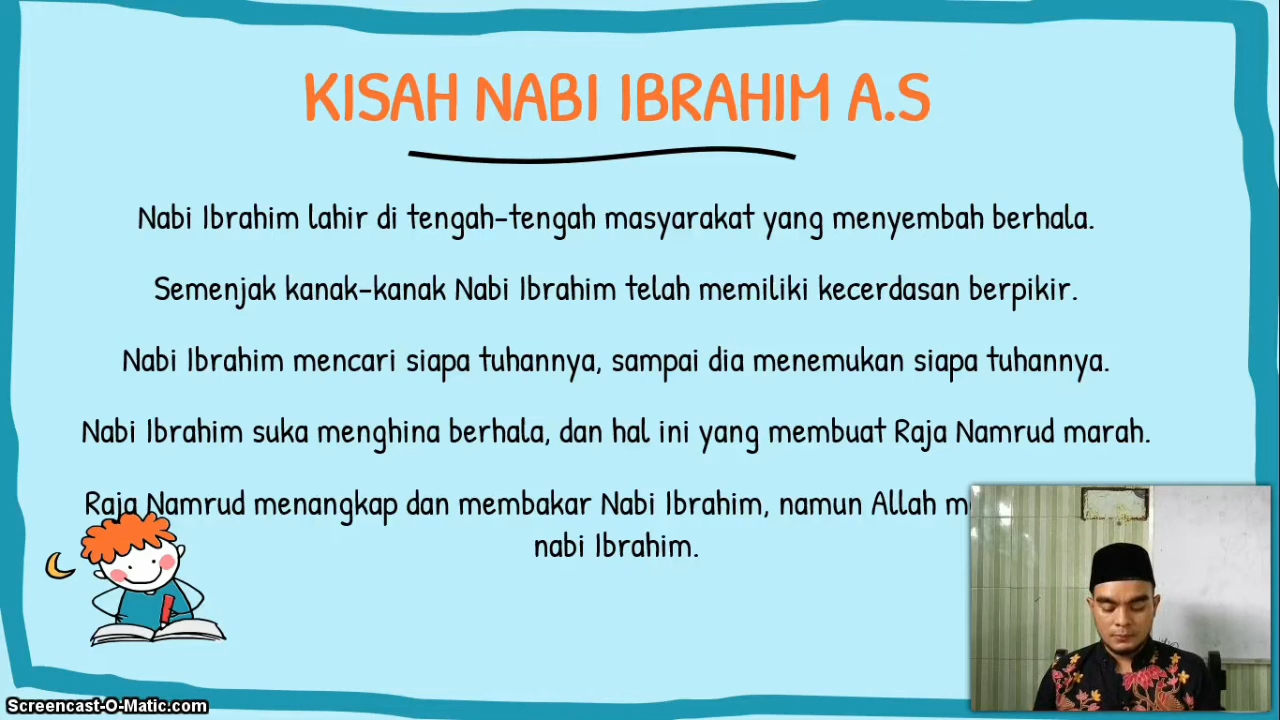 KISAH NABI IBRAHIM A.S
Nabi Ibrahim lahir di tengah-tengah masyarakat yang menyembah berhala.
Semenjak kanak-kanak Nabi Ibrahim telah memiliki kecerdasan berpikir.
Nabi Ibrahim mencari siapa tuhannya, sampai dia menemukan siapa tuhannya.
Nabi Ibrahim suka menghina berhala, dan hal ini yang membuat Raja Namrud marah.
Raja Namrud menangkap dan membakar Nabi Ibrahim, namun Allah
nabi Ibrahim.
Screencast-O-Matic.com